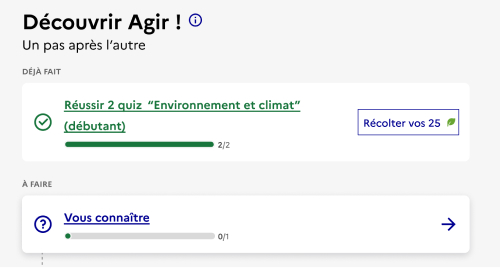 Découvrir Agir !
Un pas après l’autre
DÉJÀ FAIT
Réussir 2 quiz “Environnement et climat”
(débutant)
2/2
Récolter vos 25
À FAIRE
Vous connaître
0/1